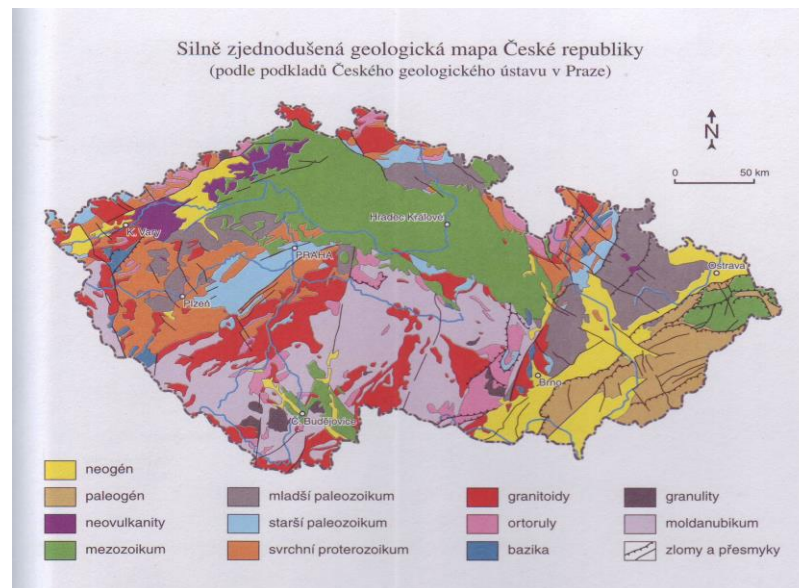 Silně zjednodušená geologická mapa České republiky
(podle podkladů Českého geologického ústavu v Praze)
N
0 50 km
K. Vary
Hradec Králové
PRAHA
Plzeň
Ostrava
Brno
Č. Budějovice
neogén
paleogén
neovulkanity
mezozoikum
mladší paleozoikum
starší paleozoikum
svrchní proterozoikum
granitoidy
ortoruly
bazika
granulity
moldanubikum
zlomy a přesmyky